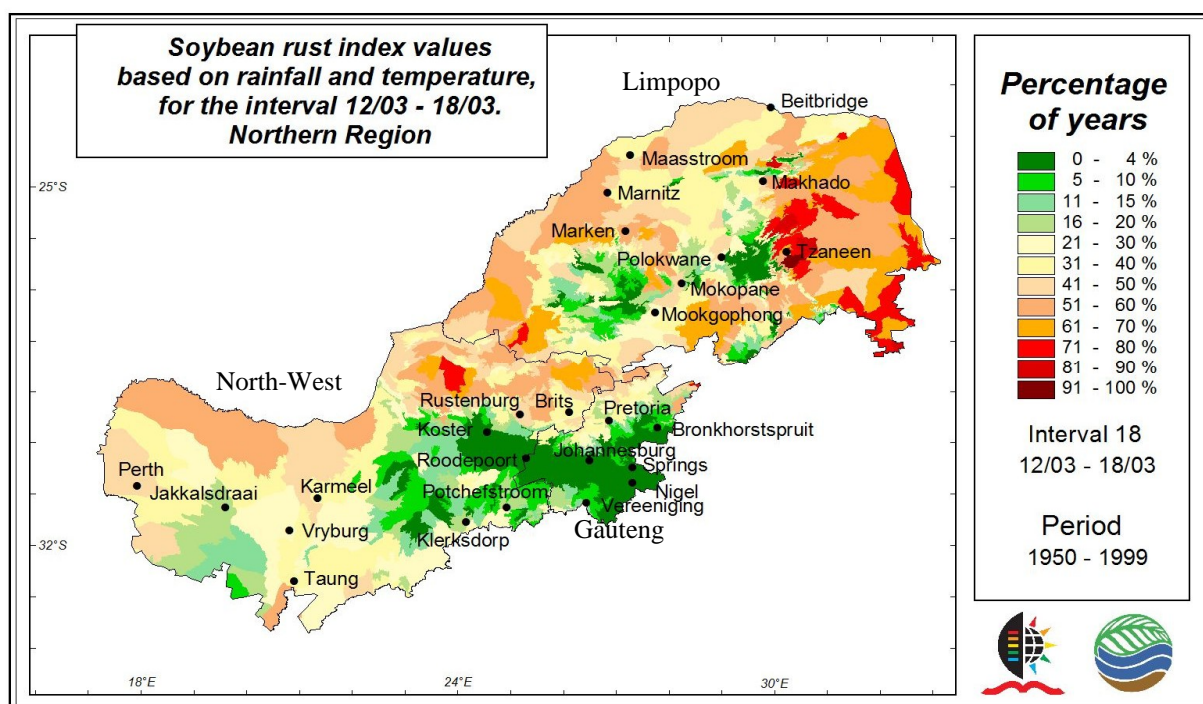 Soybean rust index values
based on rainfall and temperature,
for the interval 12/03 - 18/03.
Northern Region
Limpopo
Beitbridge
Maasstroom
25°S
Makhado
Marnitz
Marken
Polokwane
Tzaneen
Mokopane
Mookgophong
North-West
Rustenburg
Brits
Pretoria
Koster
Bronkhorstspruit
Johannesburg
Roodepoort
Springs
Perth
Jakkalsdraai
Karmeel
Potchefstroom
Nigel
Vereeniging
Vryburg
Klerksdorp
Gauteng
32°S
Taung
18°E
24°E
30°E
Percentage
of years
0 - 4 %
5 - 10 %
11 - 15 %
16 - 20 %
21 - 30 %
31 - 40 %
41 - 50 %
51 - 60 %
61 - 70 %
71 - 80 %
81 - 90 %
91 - 100 %
Interval 18
12/03 - 18/03
Period
1950 - 1999